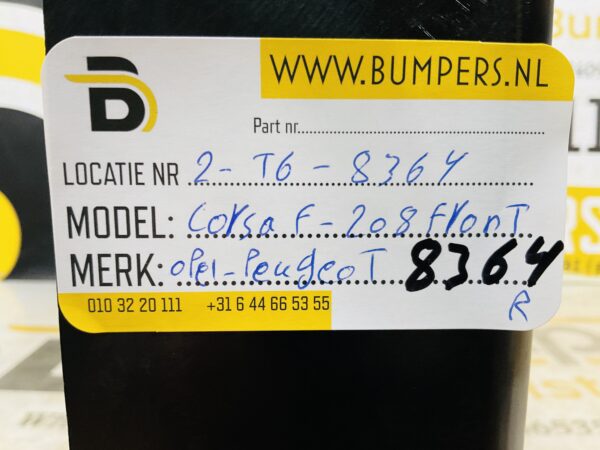 WWW.BUMPERS.NL
Part nr.
LOCATIE NR 2-T6-8364
MODEL: Corsa F-208 FronT
MERK: oPel-PeugeoT 8364
010 32 20 111 +31 6 44 66 53 55
R